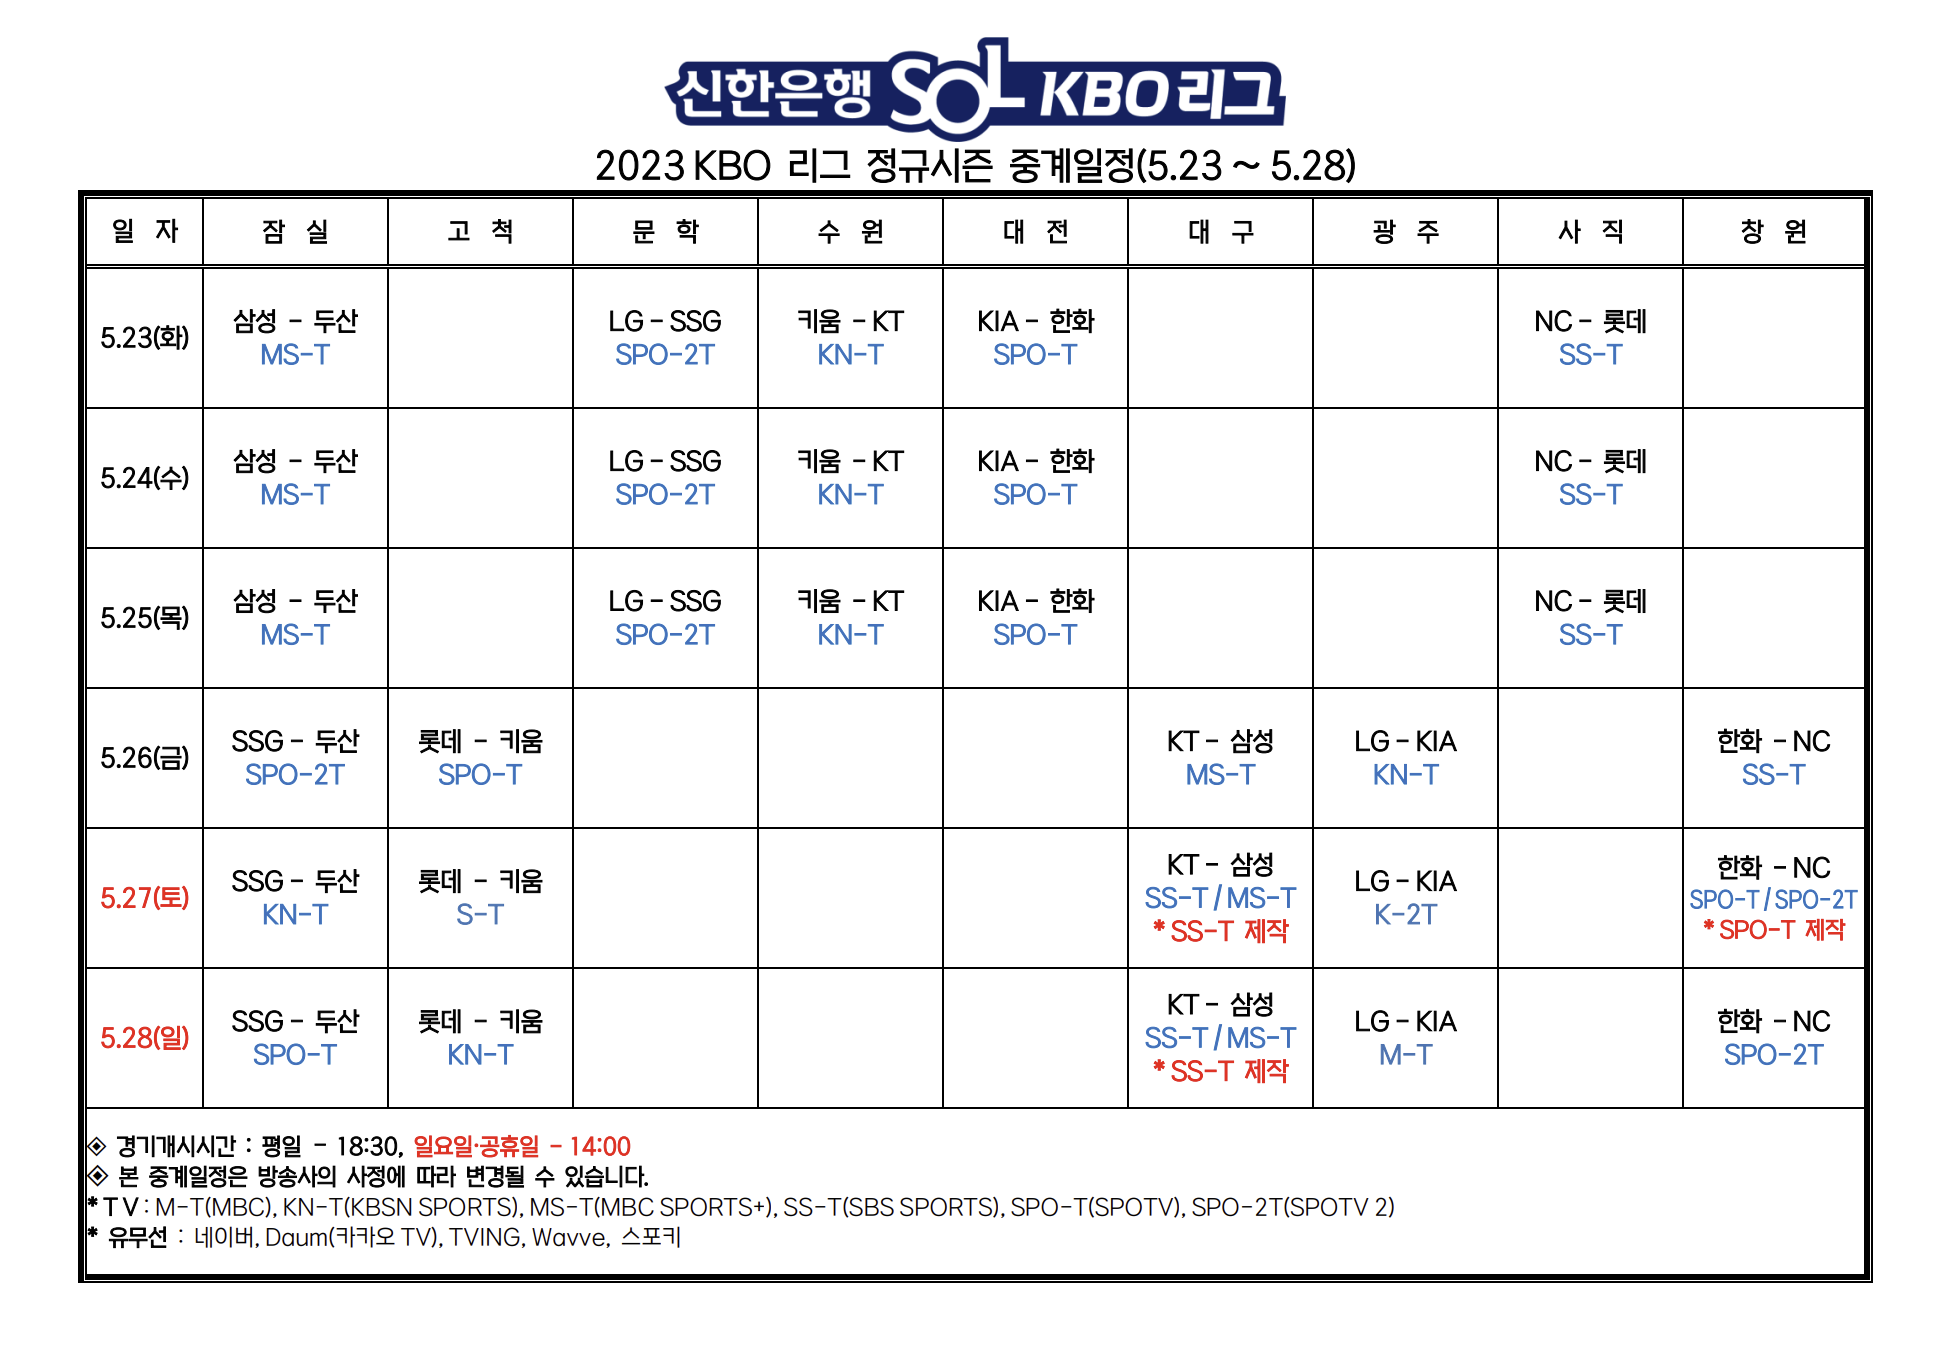 신한은행 SOL KBO 리그
2023 KBO 리그 정규시즌 중계일정(5.23 ~ 5.28)
일 자 잠 실 고 척 문 학 수 원 대 전 대 구 광 주 사 직 창 원
5.23(화) 삼성 - 두산 LG - SSG 키움 - KT KIA - 한화 NC - 롯데
MS-T SPO-2T KN-T SPO-T SS-T
5.24(수) 삼성 - 두산 LG - SSG 키움 - KT KIA - 한화 NC - 롯데
MS-T SPO-2T KN-T SPO-T SS-T
5.25(목) 삼성 - 두산 LG - SSG 키움 - KT KIA - 한화 NC - 롯데
MS-T SPO-2T KN-T SPO-T SS-T
5.26(금) SSG - 두산 롯데 - 키움 KT - 삼성 LG - KIA 한화 - NC
SPO-2T SPO-T MS-T KN-T SS-T
5.27(토) SSG - 두산 롯데 - 키움 KT - 삼성 LG - KIA 한화 - NC
KN-T S-T SS-T / MS-T K-2T SPO-T / SPO-2T
* SS-T 제작 * SPO-T 제작
5.28(일) SSG - 두산 롯데 - 키움 KT - 삼성 LG - KIA 한화 - NC
SPO-T KN-T SS-T / MS-T M-T SPO-2T
* SS-T 제작
◈ 경기개시시간 : 평일 - 18:30, 일요일·공휴일 - 14:00
◈ 본 중계일정은 방송사의 사정에 따라 변경될 수 있습니다.
* T V : M-T(MBC), KN-T(KBSN SPORTS), MS-T(MBC SPORTS+), SS-T(SBS SPORTS), SPO-T(SPOTV), SPO-2T(SPOTV 2)
* 유무선 : 네이버, Daum(카카오 TV), TVING, Wavve, 스포키